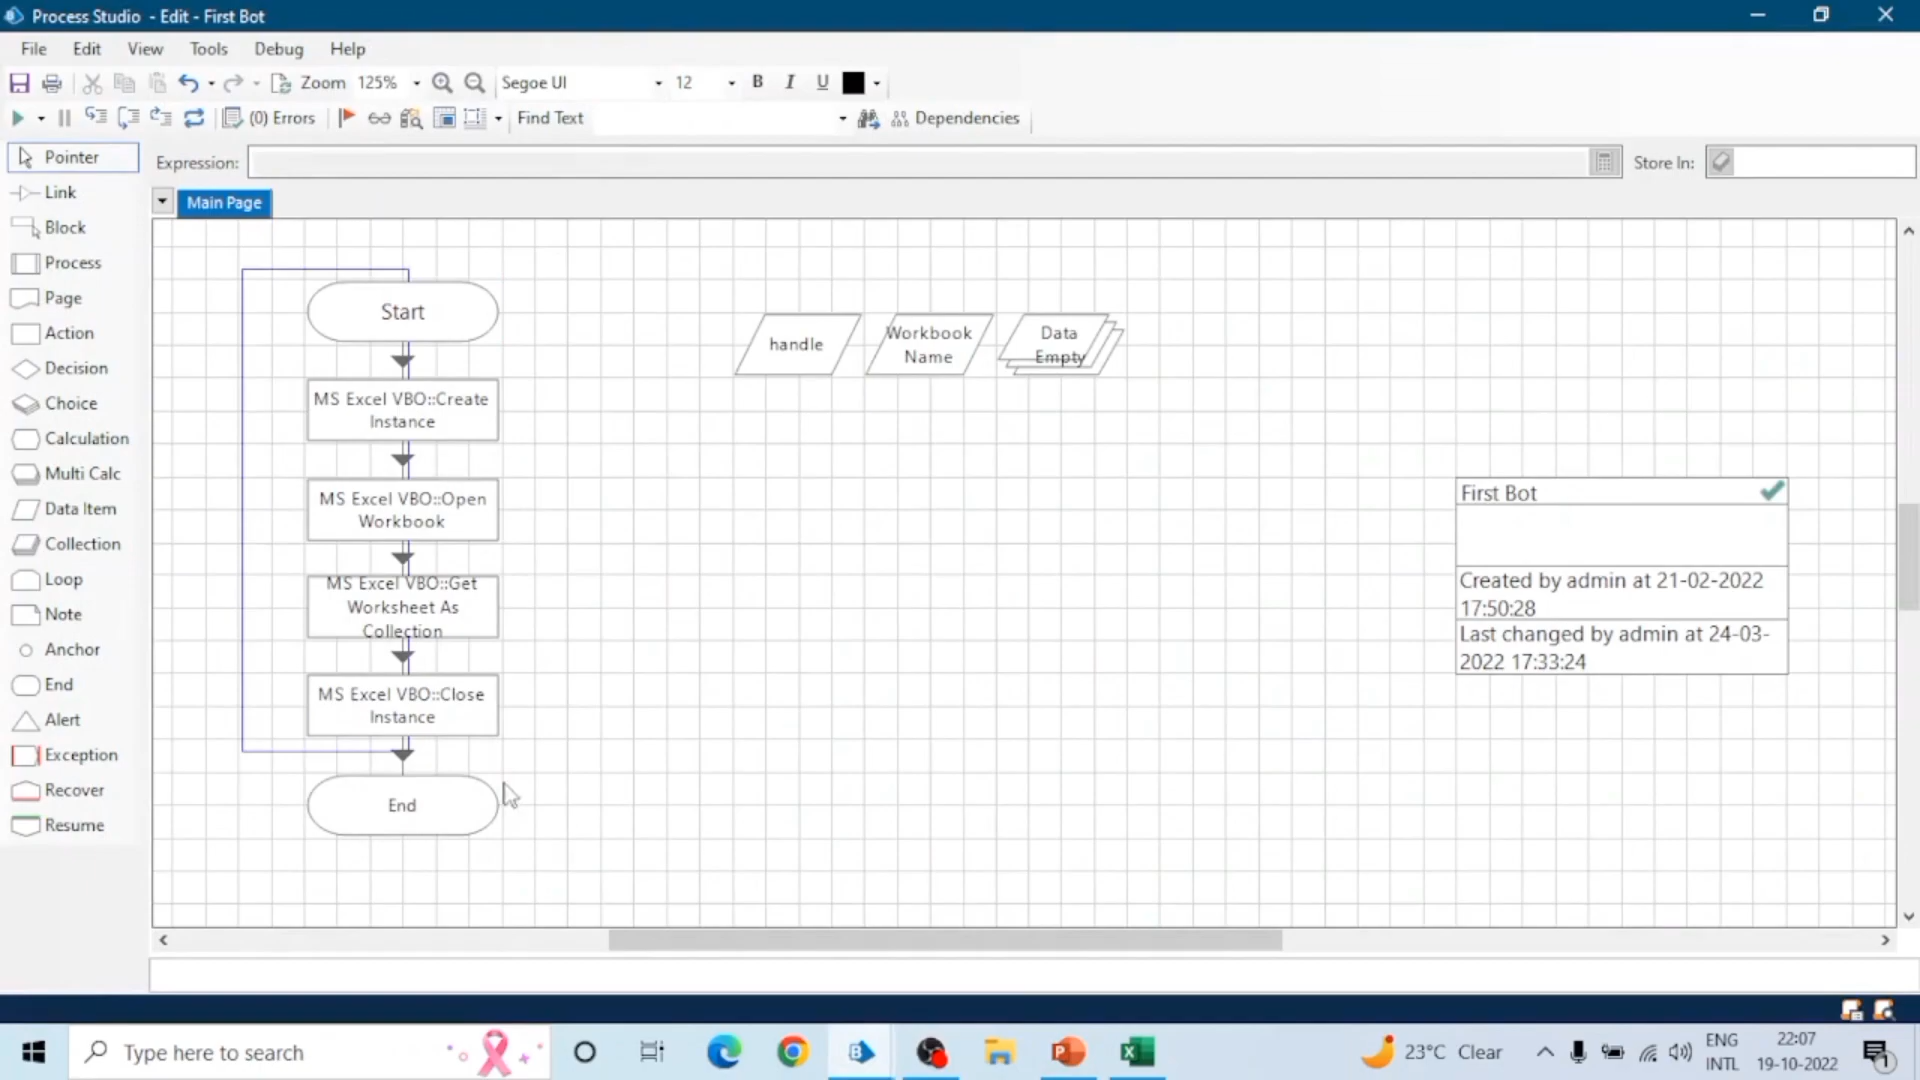 Process Studio - Edit - First Bot
File Edit View Tools Debug Help
Zoom 125% Segoe UI 12 B I U
(0) Errors Find Text Dependencies
Pointer
Link
Block
Process
Page
Action
Decision
Choice
Calculation
Multi Calc
Data Item
Collection
Loop
Note
Anchor
End
Alert
Exception
Recover
Resume
Expression: Store In:
Main Page
Start
MS Excel VBO::Create
Instance
MS Excel VBO::Open
Workbook
MS Excel VBO::Get
Worksheet As
Collection
MS Excel VBO::Close
Instance
End
handle
Workbook
Name
Data
Empty
First Bot
Created by admin at 21-02-2022
17:50:28
Last changed by admin at 24-03-
2022 17:33:24
Type here to search
23°C Clear
ENG
INTL
22:07
19-10-2022
1